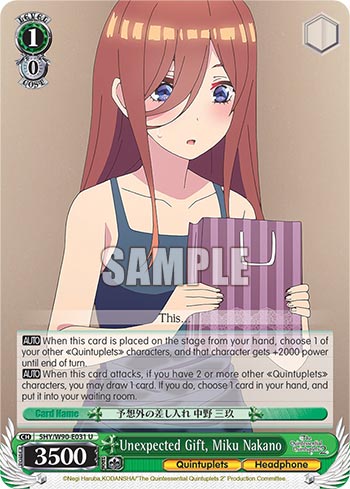 LEVEL
1
0
COST
SAMPLE
This...
AUTO When this card is placed on the stage from your hand, choose 1 of
your other «Quintuplets» characters, and that character gets +2000 power
until end of turn.
AUTO When this card attacks, if you have 2 or more other «Quintuplets»
characters, you may draw 1 card. If you do, choose 1 card in your hand, and
put it into your waiting room.
Card Name 予想外の差し入れ 中野 三玖
CH 5HY/W90-E031 U
Unexpected Gift, Miku Nakano
3500
Quintuplets Headphone
©Negi Haruba,KODANSHA/"The Quintessential Quintuplets 2" Production Committee.